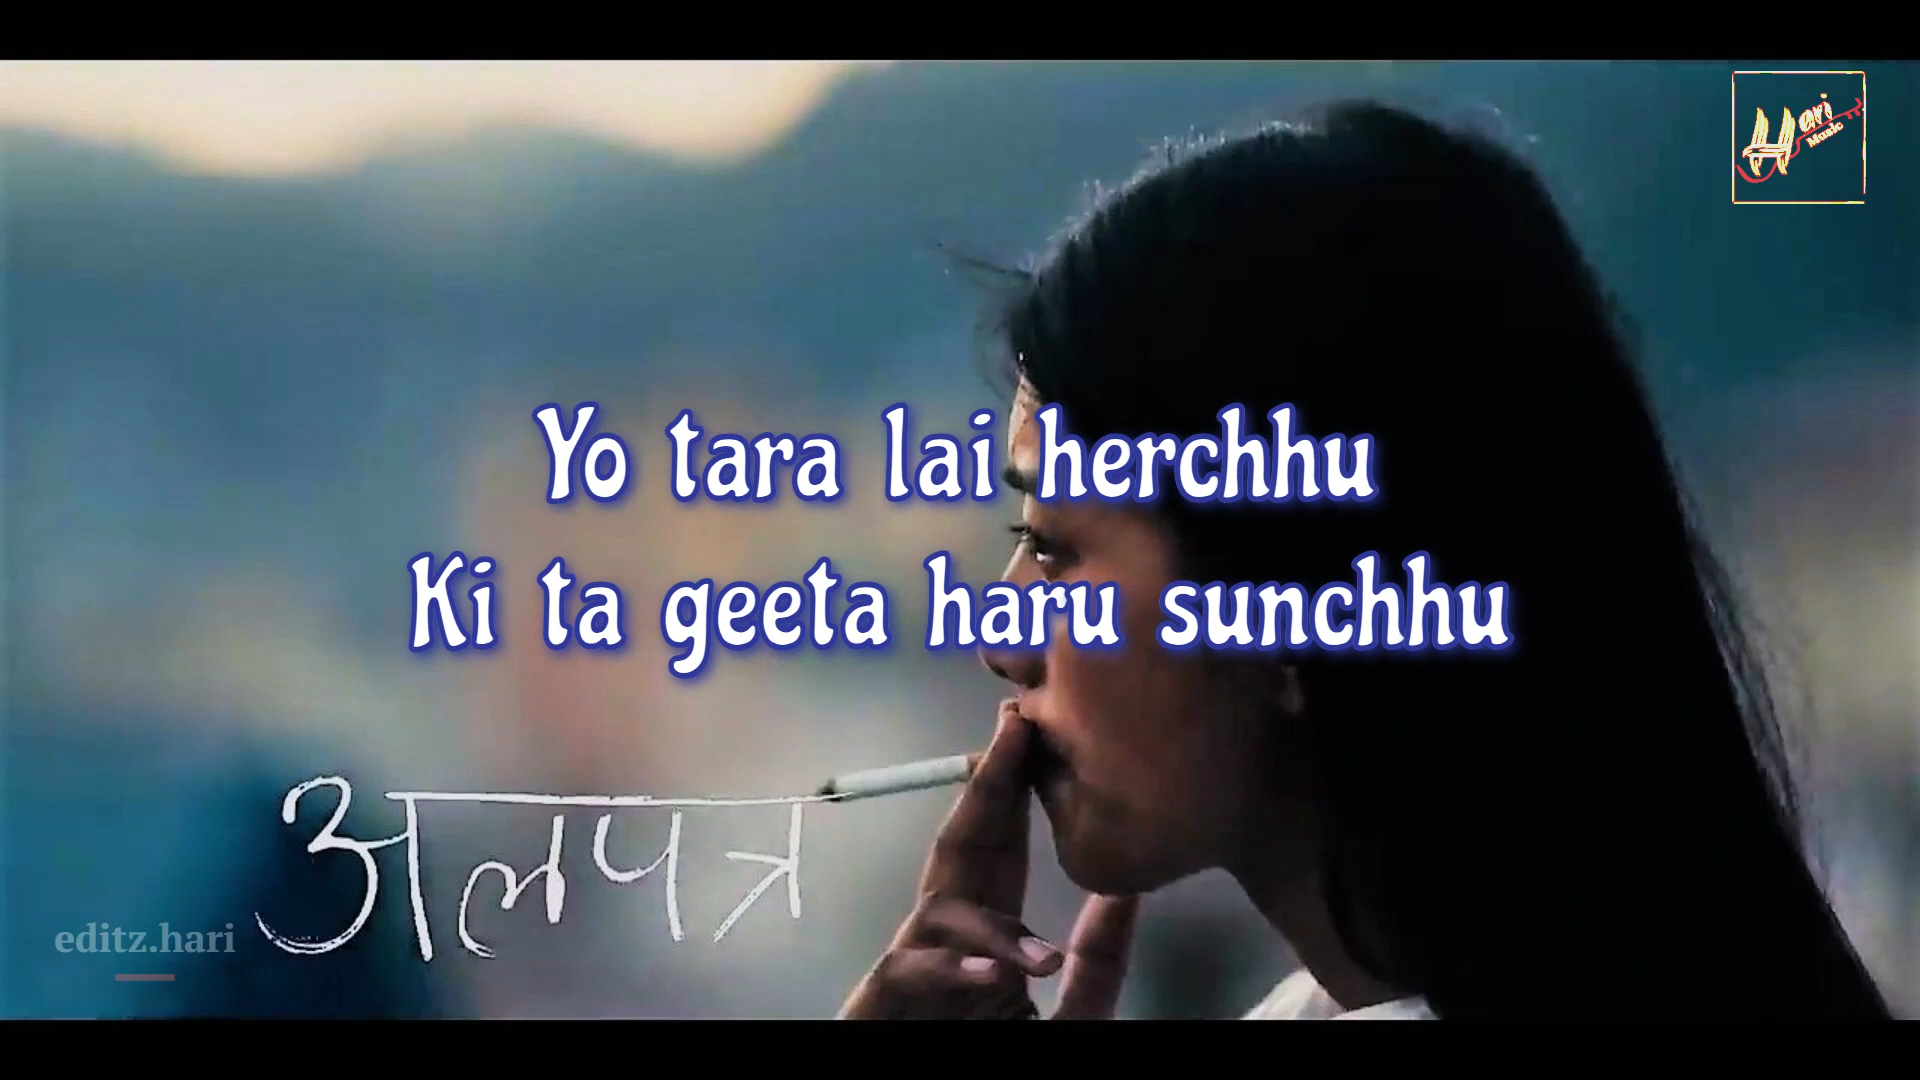 Hari
Music
Yo tara lai herchhu
Ki ta geeta haru sunchhu
अलपत्र
editz.hari